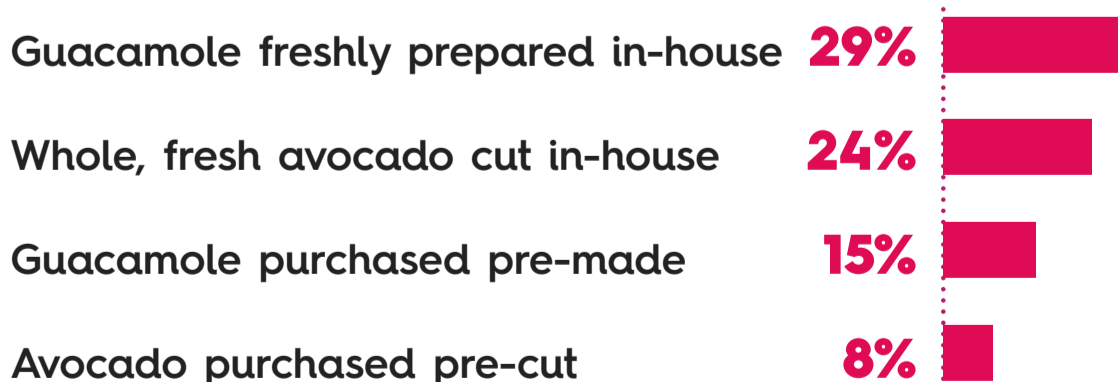 Guacamole freshly prepared in-house 29%
Whole, fresh avocado cut in-house 24%
Guacamole purchased pre-made 15%
Avocado purchased pre-cut 8%